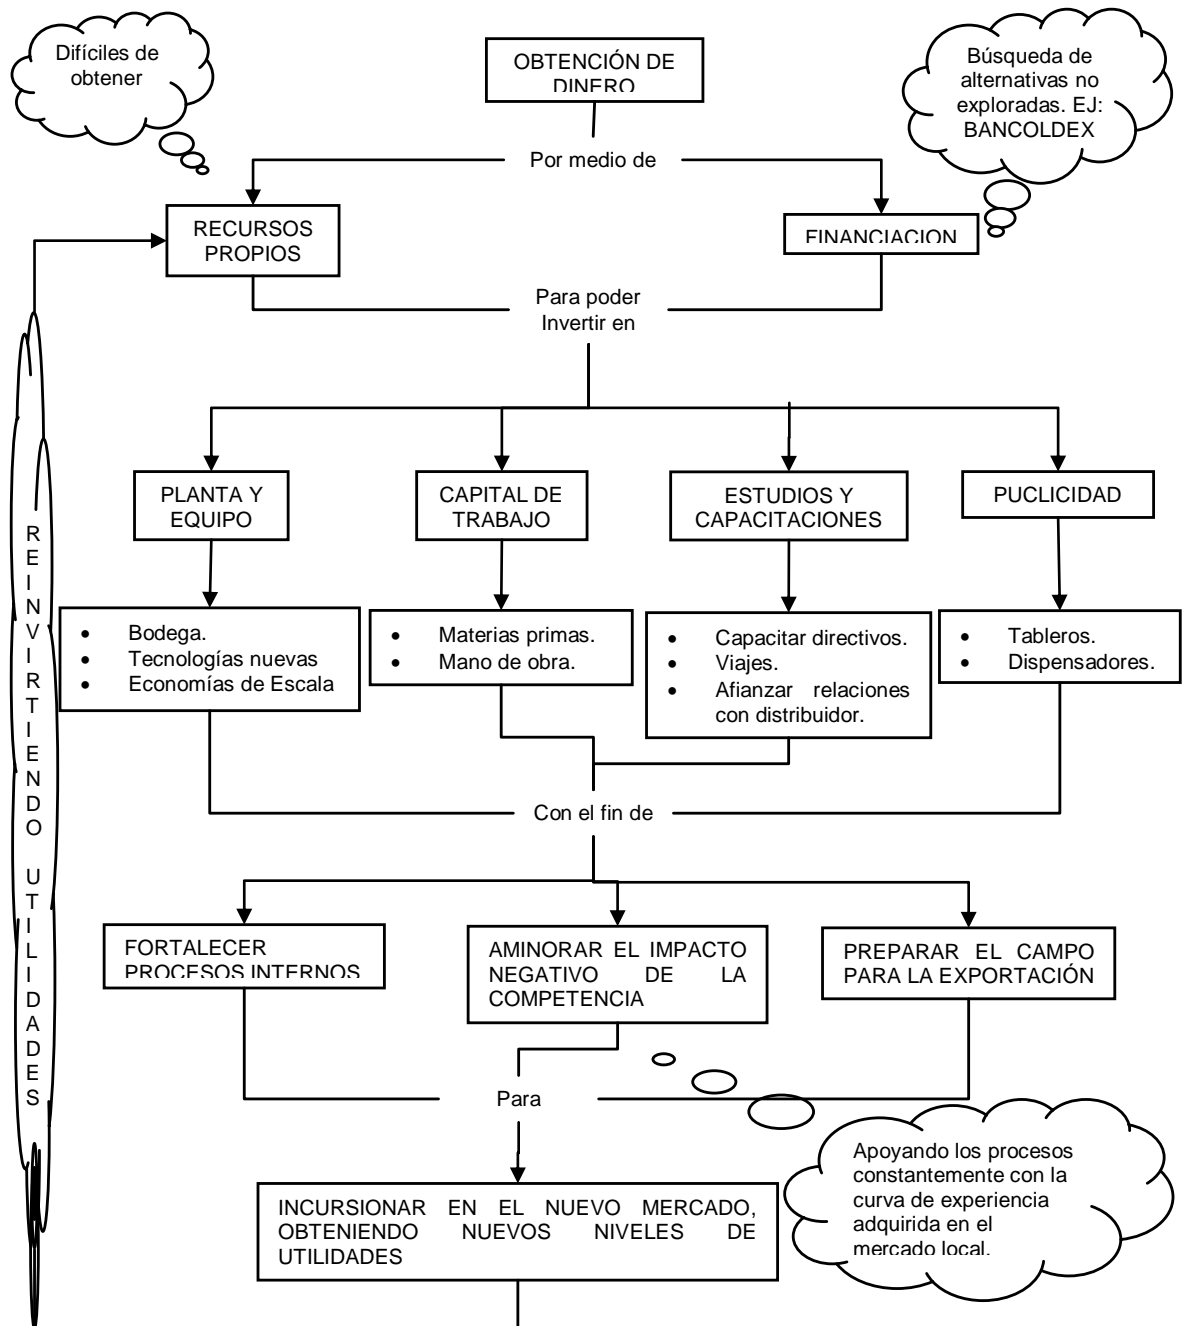 Difíciles de
obtener
OBTENCIÓN DE
DINERO
Búsqueda de
alternativas no
exploradas. EJ:
BANCOLDEX
Por medio de
RECURSOS
PROPIOS
FINANCIACION
Para poder
Invertir en
PLANTA Y
EQUIPO
CAPITAL DE
TRABAJO
ESTUDIOS Y
CAPACITACIONES
PUCLICIDAD
• Bodega.
• Tecnologías nuevas
• Economías de Escala
• Materias primas.
• Mano de obra.
• Capacitar directivos.
• Viajes.
• Afianzar relaciones
con distribuidor.
• Tableros.
• Dispensadores.
REINVIRTIENDO UTILIDADES
Con el fin de
FORTALECER
PROCESOS INTERNOS
AMINORAR EL IMPACTO
NEGATIVO DE LA
COMPETENCIA
PREPARAR EL CAMPO
PARA LA EXPORTACIÓN
Para
Apoyando los procesos
constantemente con la
curva de experiencia
adquirida en el
mercado local.
INCURSIONAR EN EL NUEVO MERCADO,
OBTENIENDO NUEVOS NIVELES DE
UTILIDADES